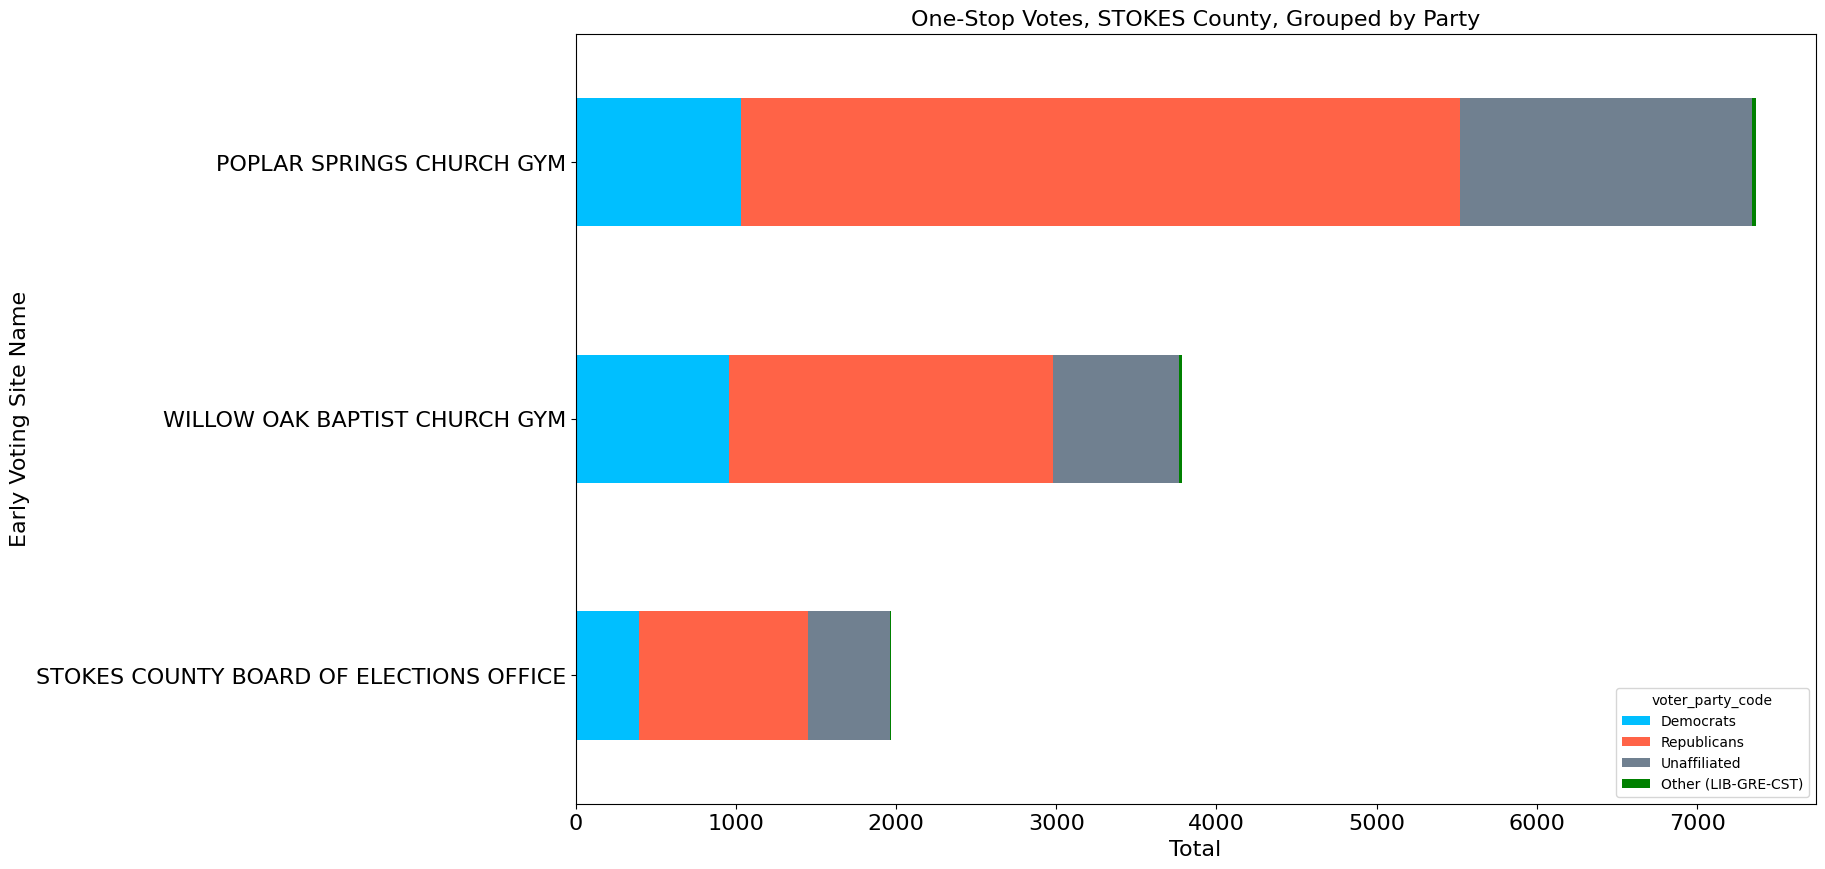 One-Stop Votes, STOKES County, Grouped by Party
Early Voting Site Name
POPLAR SPRINGS CHURCH GYM
WILLOW OAK BAPTIST CHURCH GYM
STOKES COUNTY BOARD OF ELECTIONS OFFICE
voter_party_code
Democrats
Republicans
Unaffiliated
Other (LIB-GRE-CST)
0 1000 2000 3000 4000 5000 6000 7000
Total